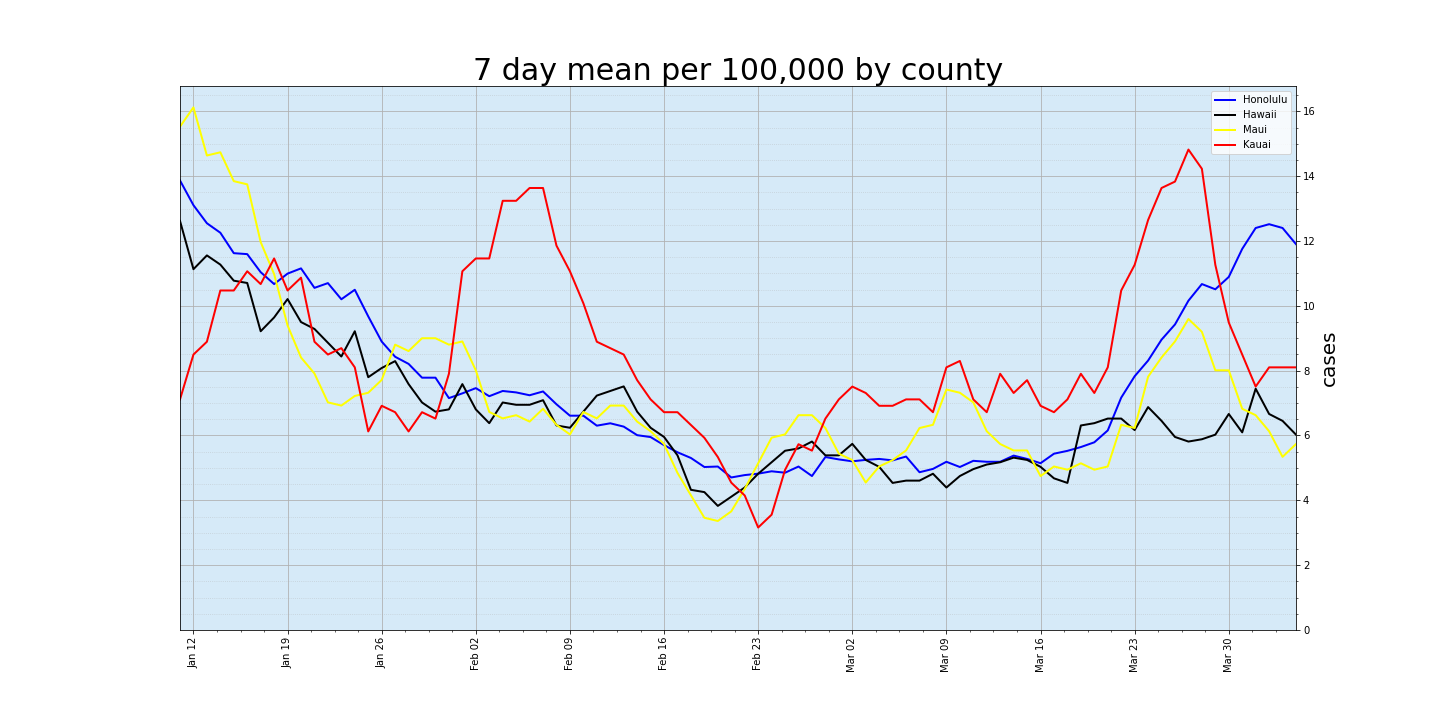 7 day mean per 100,000 by county
Honolulu
Hawaii
Maui
Kauai
16
14
12
10
8
6
4
2
0
cases
Jan 12
Jan 19
Jan 26
Feb 02
Feb 09
Feb 16
Feb 23
Mar 02
Mar 09
Mar 16
Mar 23
Mar 30